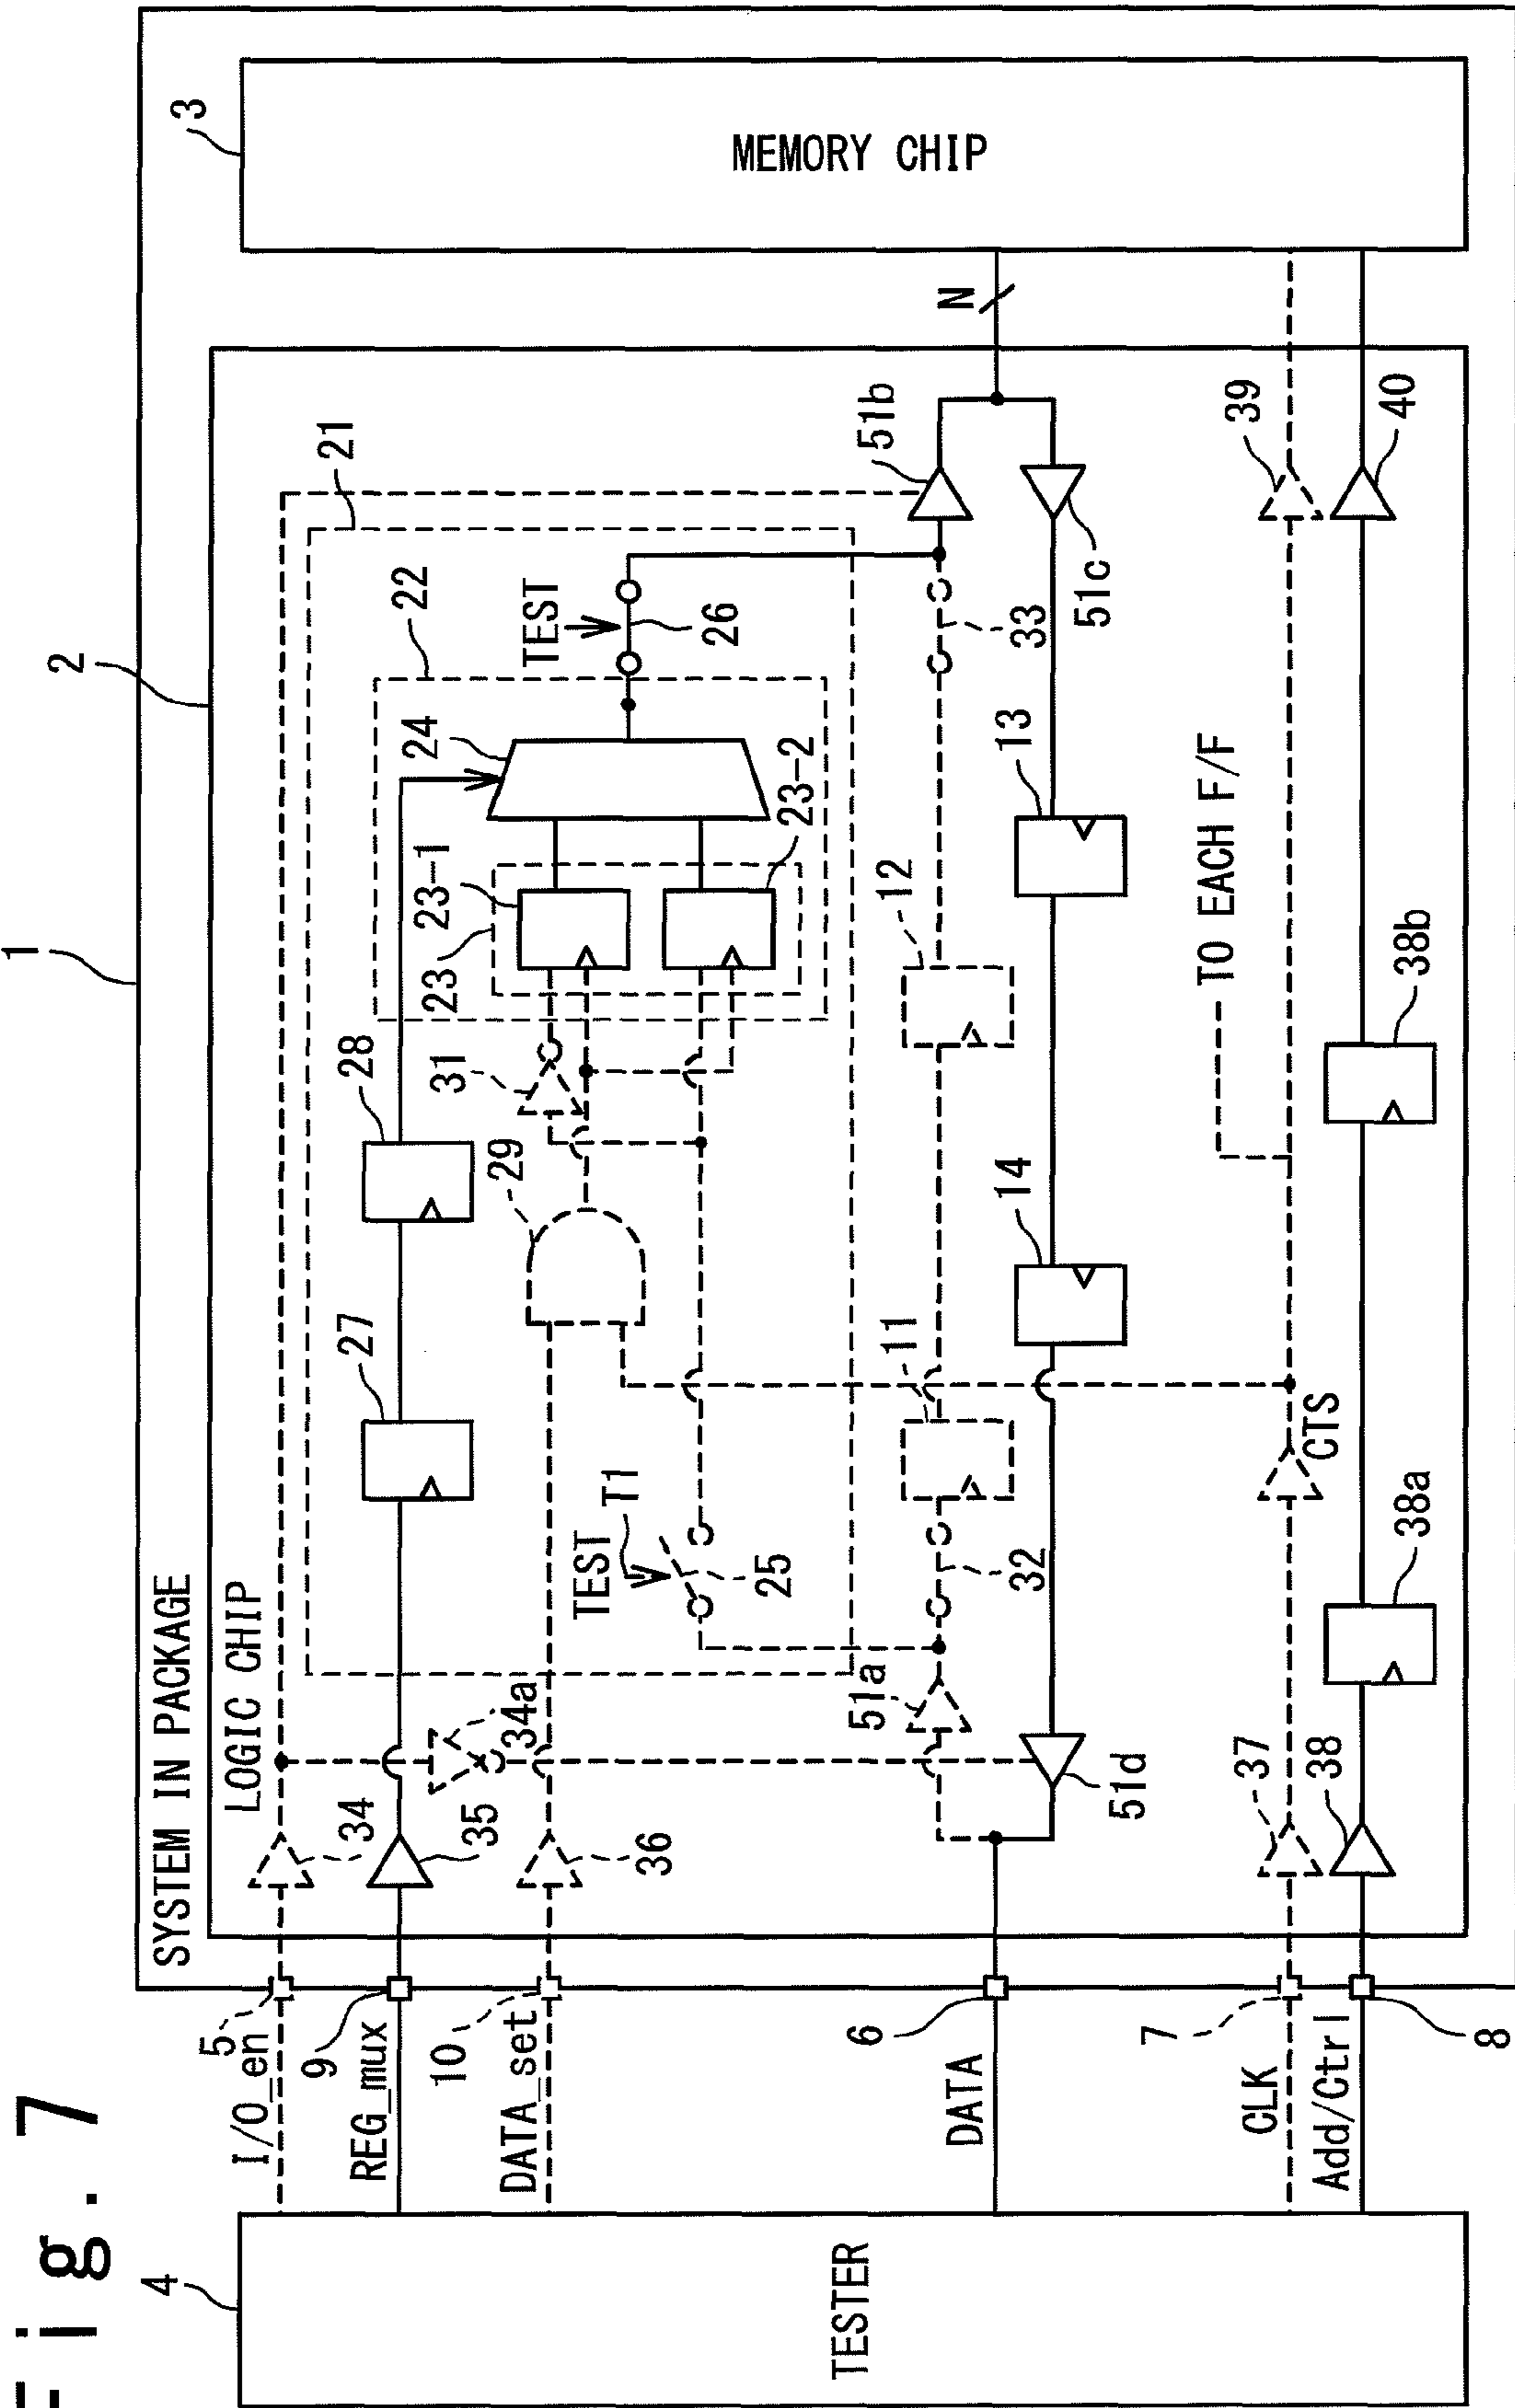 Fig. 7
1
SYSTEM IN PACKAGE
2
LOGIC CHIP
3
MEMORY CHIP
4
TESTER
5
I/O_en
9
REG_mux
10
DATA_set
6
DATA
7
CLK
Add/Ctrl
8
34
35
34a
36
27
28
21
22
24
23
23-1
23-2
31
29
TEST
T1
25
TEST
26
51a
32
11
12
33
51b
51c
13
14
51d
N
37
CTS
TO EACH F/F
39
38
38a
38b
40